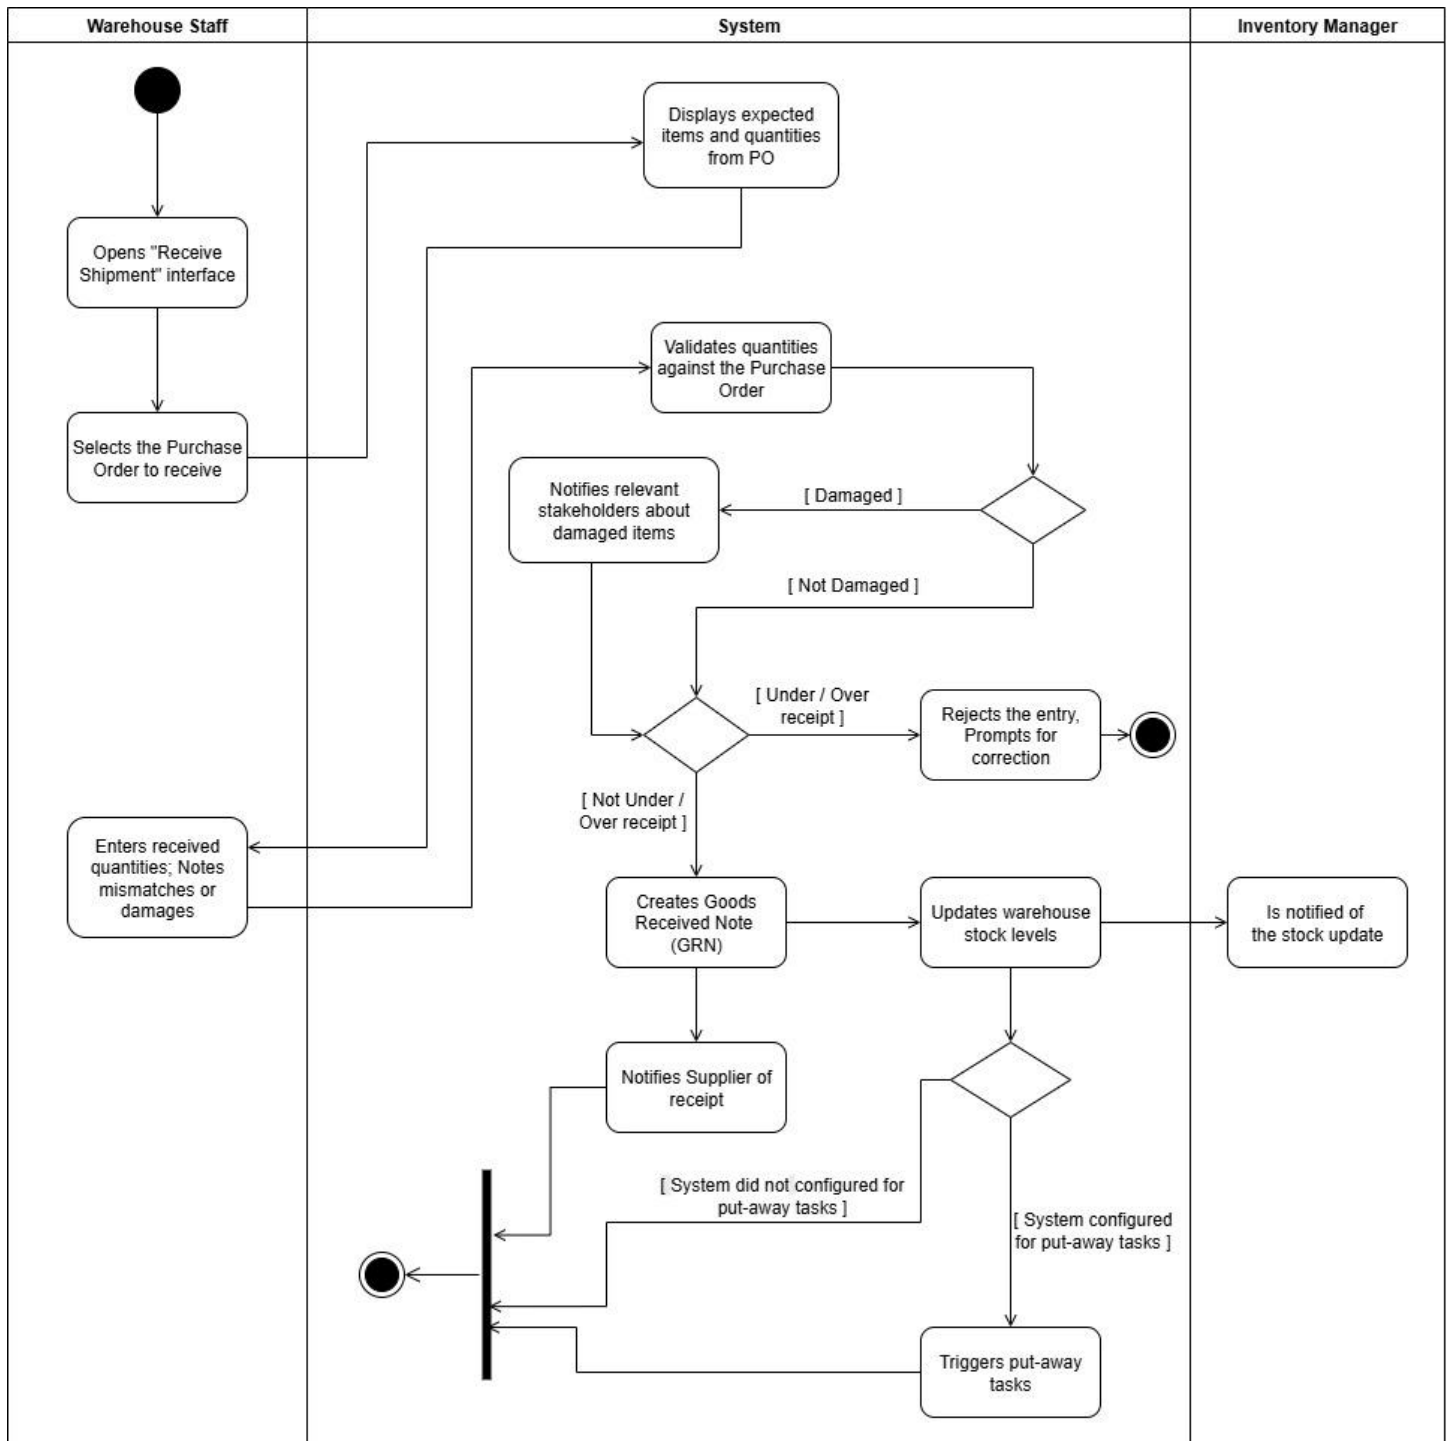 Warehouse Staff
System
Inventory Manager
Displays expected
items and quantities
from PO
Opens "Receive
Shipment" interface
Validates quantities
against the Purchase
Order
Selects the Purchase
Order to receive
Notifies relevant
stakeholders about
damaged items
[ Damaged ]
[ Not Damaged ]
[ Under / Over
receipt ]
Rejects the entry,
Prompts for
correction
[ Not Under /
Over receipt ]
Enters received
quantities; Notes
mismatches or
damages
Creates Goods
Received Note
(GRN)
Updates warehouse
stock levels
Is notified of
the stock update
Notifies Supplier of
receipt
[ System did not configured for
put-away tasks ]
[ System configured
for put-away tasks ]
Triggers put-away
tasks